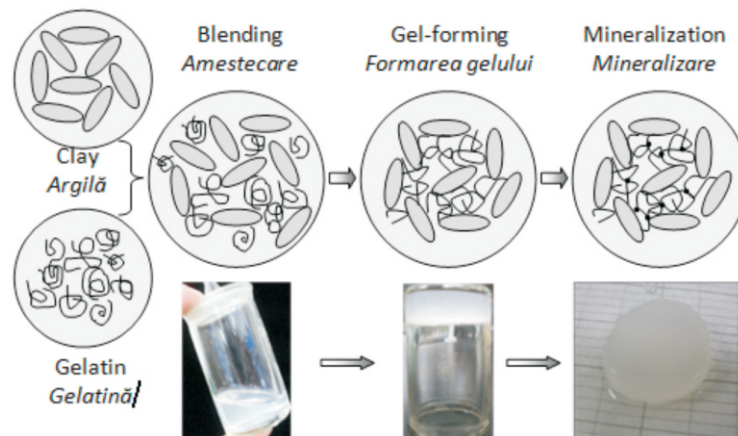 Blending
Amestecare
Gel-forming
Formarea gelului
Mineralization
Mineralizare
Clay
Argilă
Gelatin
Gelatină/